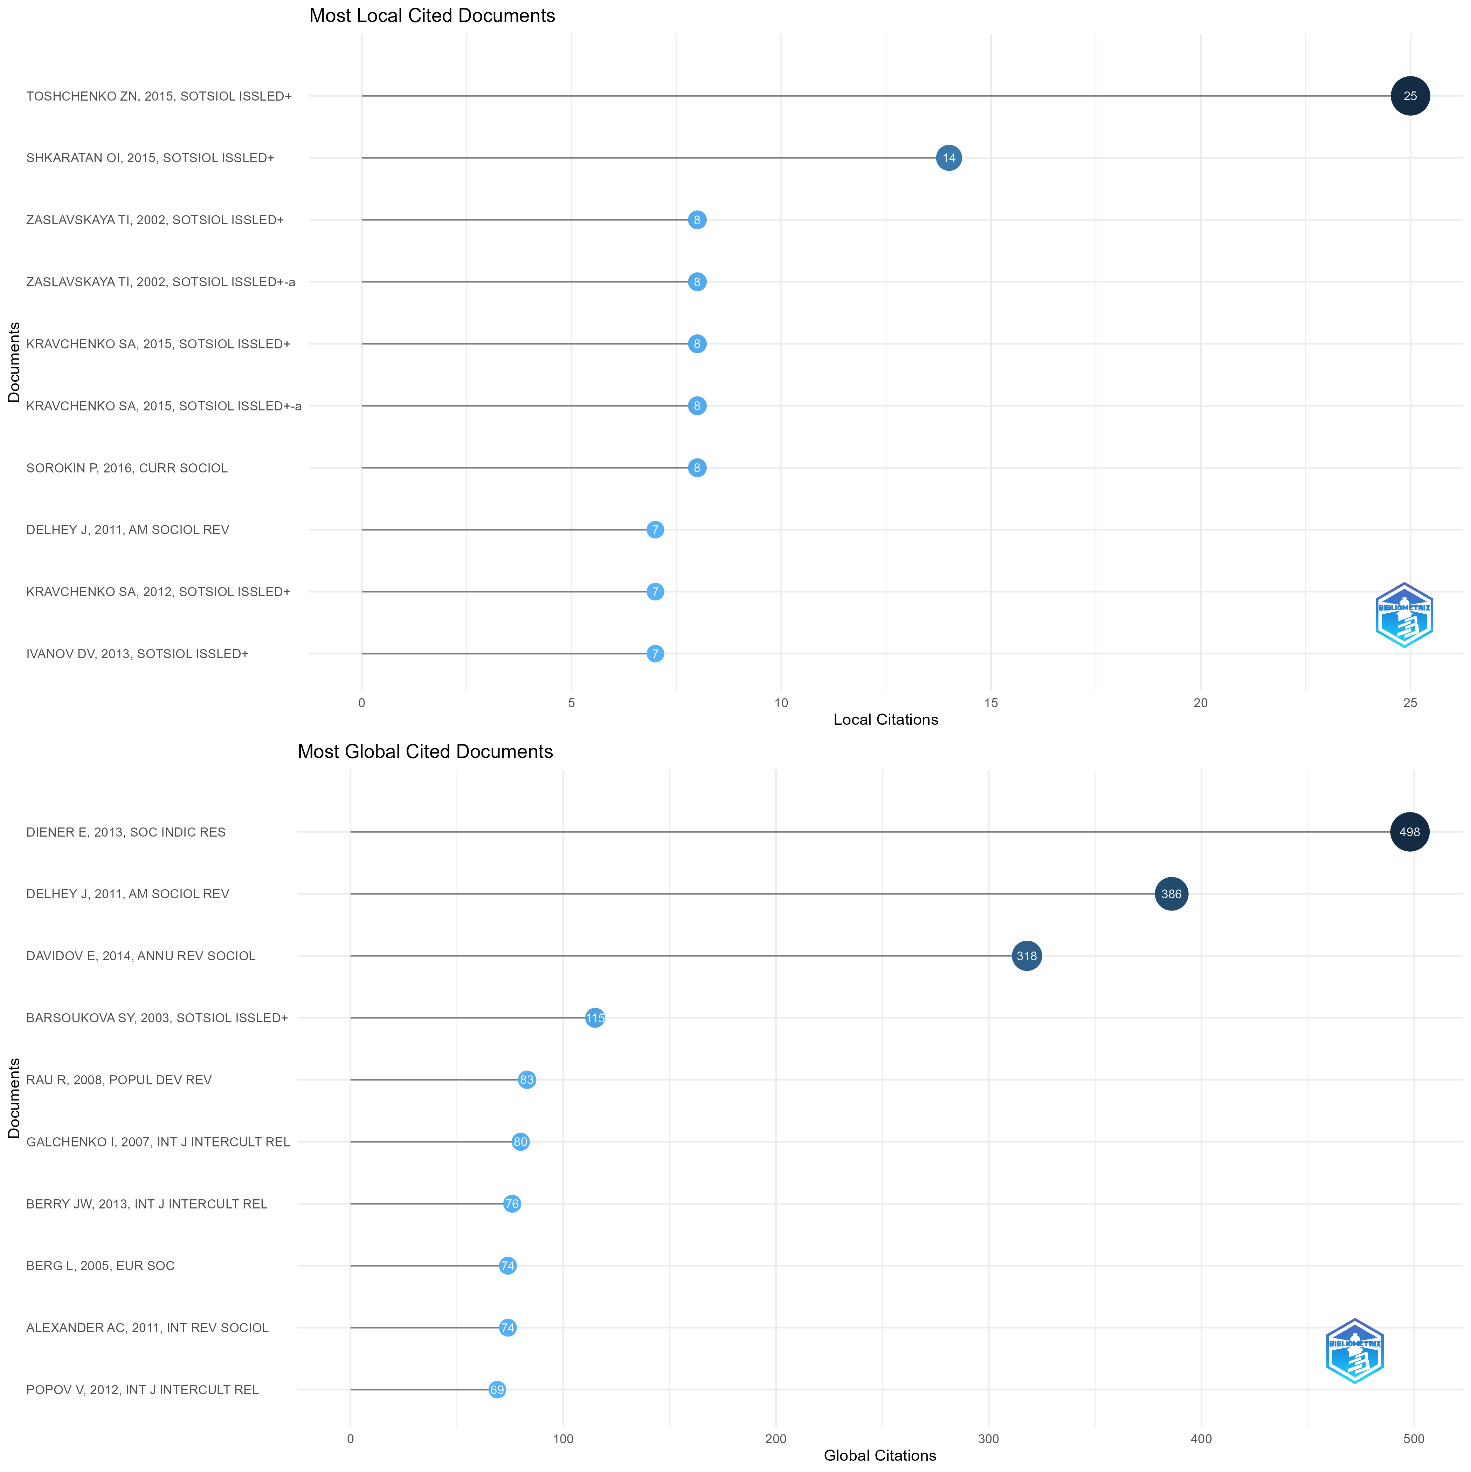 Most Local Cited Documents
TOSHCHENKO ZN, 2015, SOTSIOL ISSLED+
25
SHKARATAN OI, 2015, SOTSIOL ISSLED+
14
ZASLAVSKAYA TI, 2002, SOTSIOL ISSLED+
8
ZASLAVSKAYA TI, 2002, SOTSIOL ISSLED+-a
8
KRAVCHENKO SA, 2015, SOTSIOL ISSLED+
8
KRAVCHENKO SA, 2015, SOTSIOL ISSLED+-a
8
SOROKIN P, 2016, CURR SOCIOL
8
DELHEY J, 2011, AM SOCIOL REV
7
KRAVCHENKO SA, 2012, SOTSIOL ISSLED+
7
IVANOV DV, 2013, SOTSIOL ISSLED+
7
Documents
BIBLIOMETRIX
0 5 10 15 20 25
Local Citations
Most Global Cited Documents
DIENER E, 2013, SOC INDIC RES
498
DELHEY J, 2011, AM SOCIOL REV
386
DAVIDOV E, 2014, ANNU REV SOCIOL
318
BARSOUKOVA SY, 2003, SOTSIOL ISSLED+
115
RAU R, 2008, POPUL DEV REV
83
GALCHENKO I, 2007, INT J INTERCULT REL
80
BERRY JW, 2013, INT J INTERCULT REL
76
BERG L, 2005, EUR SOC
74
ALEXANDER AC, 2011, INT REV SOCIOL
74
POPOV V, 2012, INT J INTERCULT REL
69
Documents
BIBLIOMETRIX
0 100 200 300 400 500
Global Citations